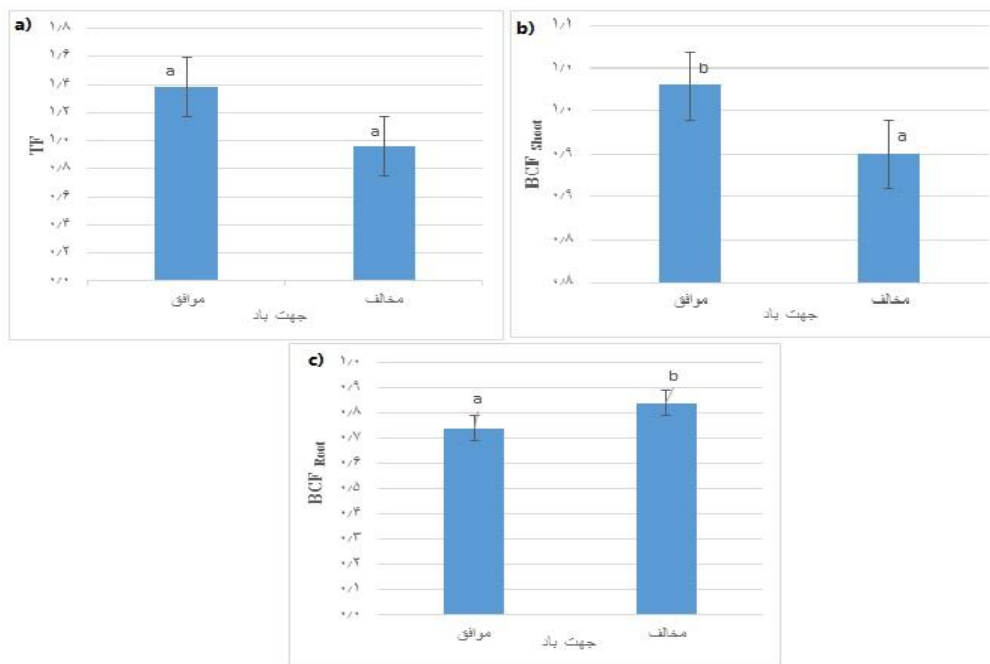 a)
۱٫۸
۱٫۶
۱٫۴
۱٫۲
۱٫۰
۰٫۸
۰٫۶
۰٫۴
۰٫۲
۰٫۰
TF
a
a
موافق
مخالف
جهت باد
b)
۱٫۱
۱٫۰
۱٫۰
۰٫۹
۰٫۹
۰٫۸
۰٫۸
BCF Shoot
b
a
موافق
مخالف
جهت باد
c)
۱٫۰
۰٫۹
۰٫۸
۰٫۷
۰٫۶
۰٫۵
۰٫۴
۰٫۳
۰٫۲
۰٫۱
۰٫۰
BCF Root
a
b
موافق
مخالف
جهت باد